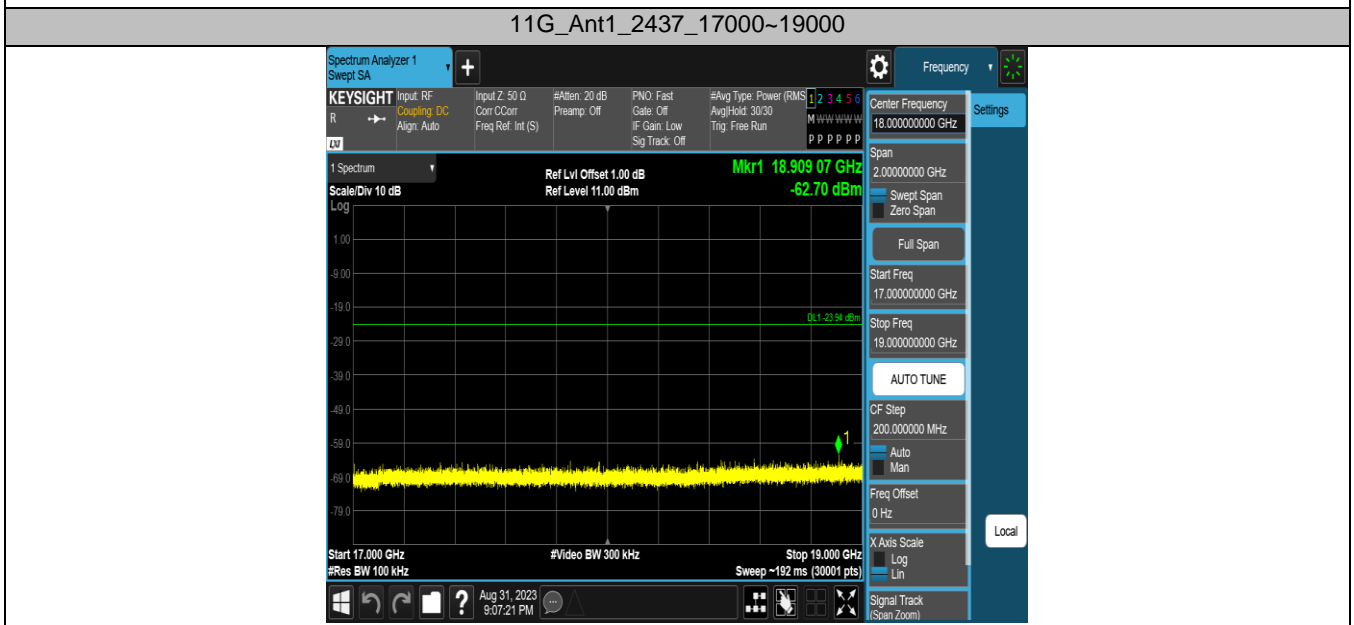 11G_Ant1_2437_17000~19000
Spectrum Analyzer 1
Swept SA
Frequency
KEYSIGHT
R
LXI
Input: RF
Coupling: DC
Align: Auto
Input Z: 50 Ω
Corr CCorr
Freq Ref: Int (S)
#Atten: 20 dB
Preamp: Off
PNO: Fast
Gate: Off
IF Gain: Low
Sig Track: Off
#Avg Type: Power (RMS
Avg|Hold: 30/30
Trig: Free Run
1 2 3 4 5 6
M W W W W W
P P P P P P
1 Spectrum
Scale/Div 10 dB
Log
Ref Lvl Offset 1.00 dB
Ref Level 11.00 dBm
Mkr1 18.909 07 GHz
-62.70 dBm
1.00
-9.00
-19.0
DL1 -23.94 dBm
-29.0
-39.0
-49.0
1
-59.0
-69.0
-79.0
Start 17.000 GHz
#Video BW 300 kHz
Stop 19.000 GHz
#Res BW 100 kHz
Sweep ~192 ms (30001 pts)
?
Aug 31, 2023
9:07:21 PM
Center Frequency
18.000000000 GHz
Settings
Span
2.00000000 GHz
Swept Span
Zero Span
Full Span
Start Freq
17.000000000 GHz
Stop Freq
19.000000000 GHz
AUTO TUNE
CF Step
200.000000 MHz
Auto
Man
Freq Offset
0 Hz
Local
X Axis Scale
Log
Lin
Signal Track
(Span Zoom)